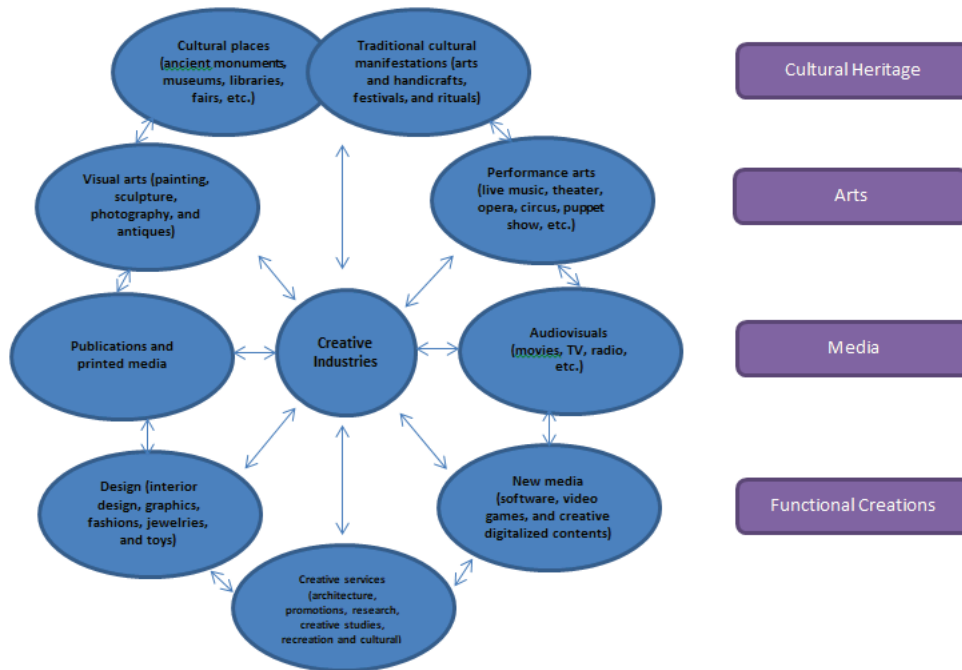 Cultural places
(ancient monuments,
museums, libraries,
fairs, etc.)
Traditional cultural
manifestations (arts
and handicrafts,
festivals, and rituals)
Cultural Heritage
Visual arts (painting,
sculpture,
photography, and
antiques)
Performance arts
(live music, theater,
opera, circus, puppet
show, etc.)
Arts
Publications and
printed media
Creative
Industries
Audiovisuals
(movies, TV, radio,
etc.)
Media
Design (interior
design, graphics,
fashions, jewelries,
and toys)
New media
(software, video
games, and creative
digitalized contents)
Functional Creations
Creative services
(architecture,
promotions, research,
creative studies,
recreation and cultural)